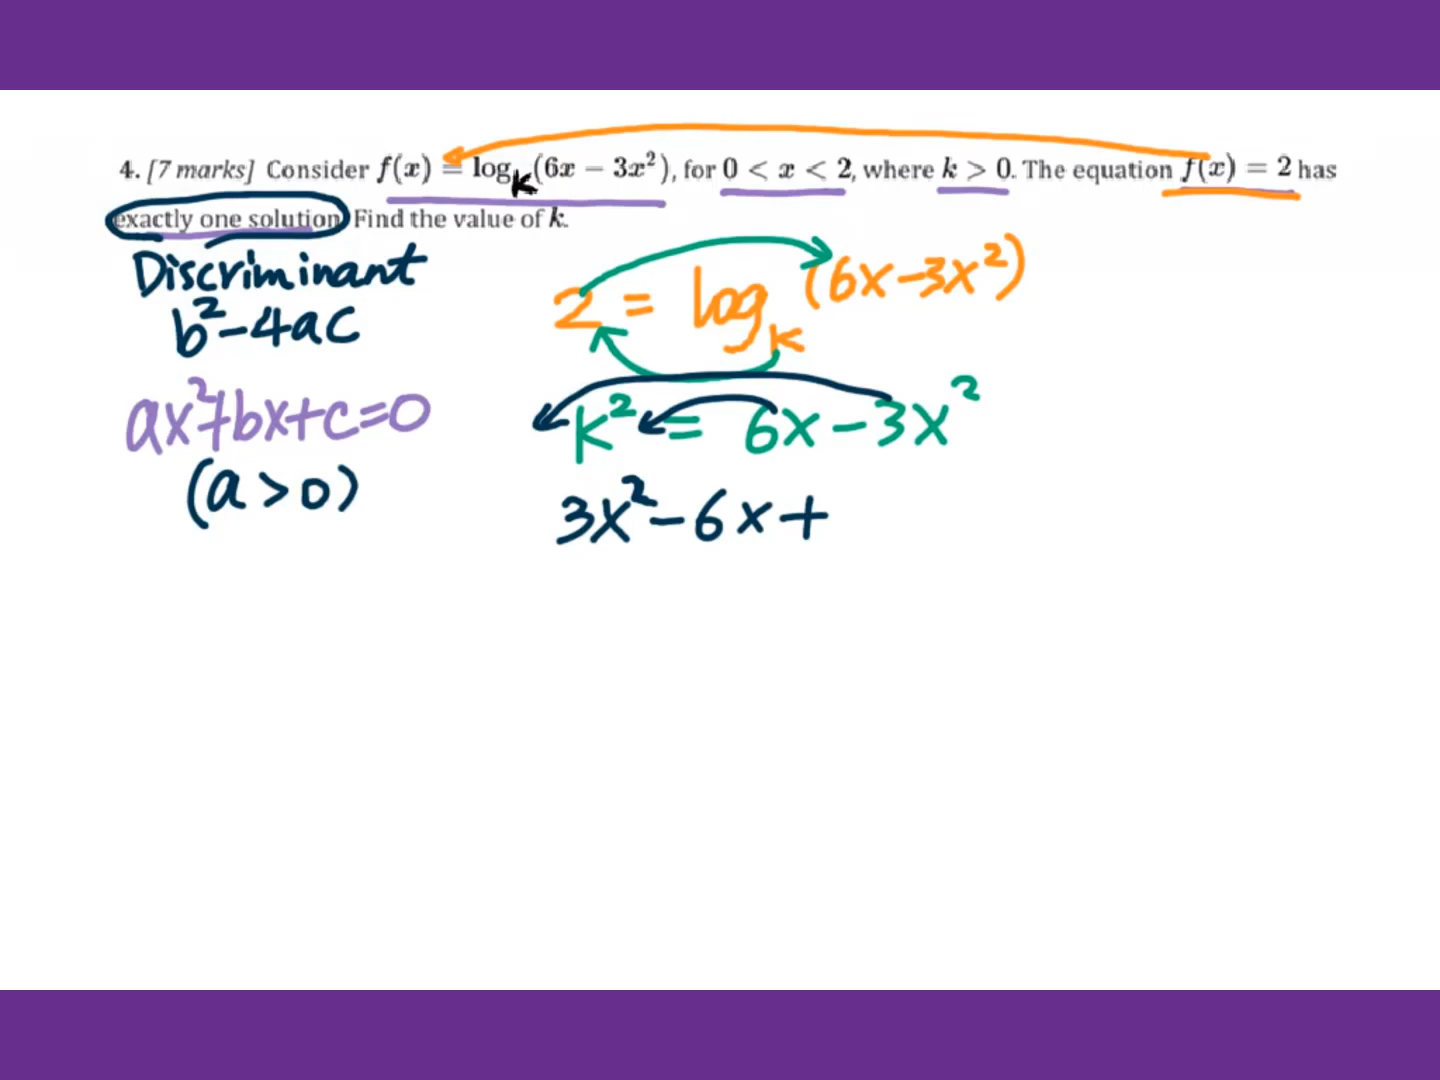 4. [7 marks] Consider f(x) = log_k(6x − 3x²), for 0 < x < 2, where k > 0. The equation f(x) = 2 has
exactly one solution. Find the value of k.
Discriminant
b²−4ac
ax²+bx+c=0
(a>0)
2 = log_k (6x−3x²)
k² = 6x−3x²
3x²−6x+